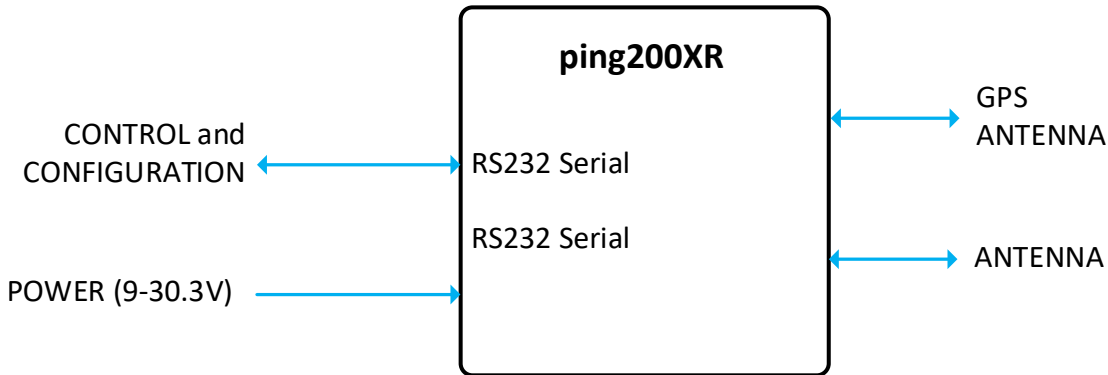 ping200XR
CONTROL and
CONFIGURATION
RS232 Serial
GPS
ANTENNA
RS232 Serial
POWER (9-30.3V)
ANTENNA